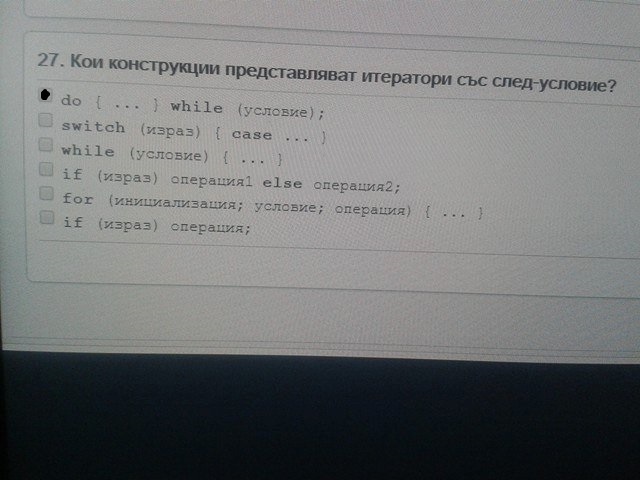 27. Кои конструкции представляват итератори със след-условие?
do { ... } while (условие);
switch (израз) { case ... }
while (условие) { ... }
if (израз) операция1 else операция2;
for (инициализация; условие; операция) { ... }
if (израз) операция;